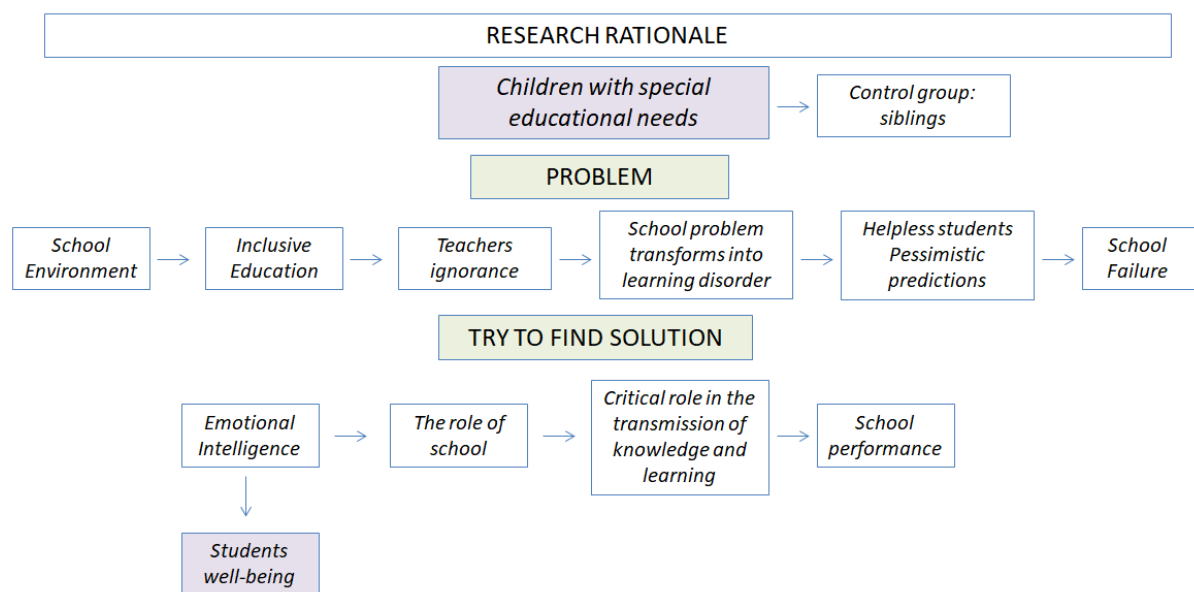 RESEARCH RATIONALE
Children with special
educational needs
Control group:
siblings
PROBLEM
School
Environment
Inclusive
Education
Teachers
ignorance
School problem
transforms into
learning disorder
Helpless students
Pessimistic
predictions
School
Failure
TRY TO FIND SOLUTION
Emotional
Intelligence
The role of
school
Critical role in the
transmission of
knowledge and
learning
School
performance
Students
well-being